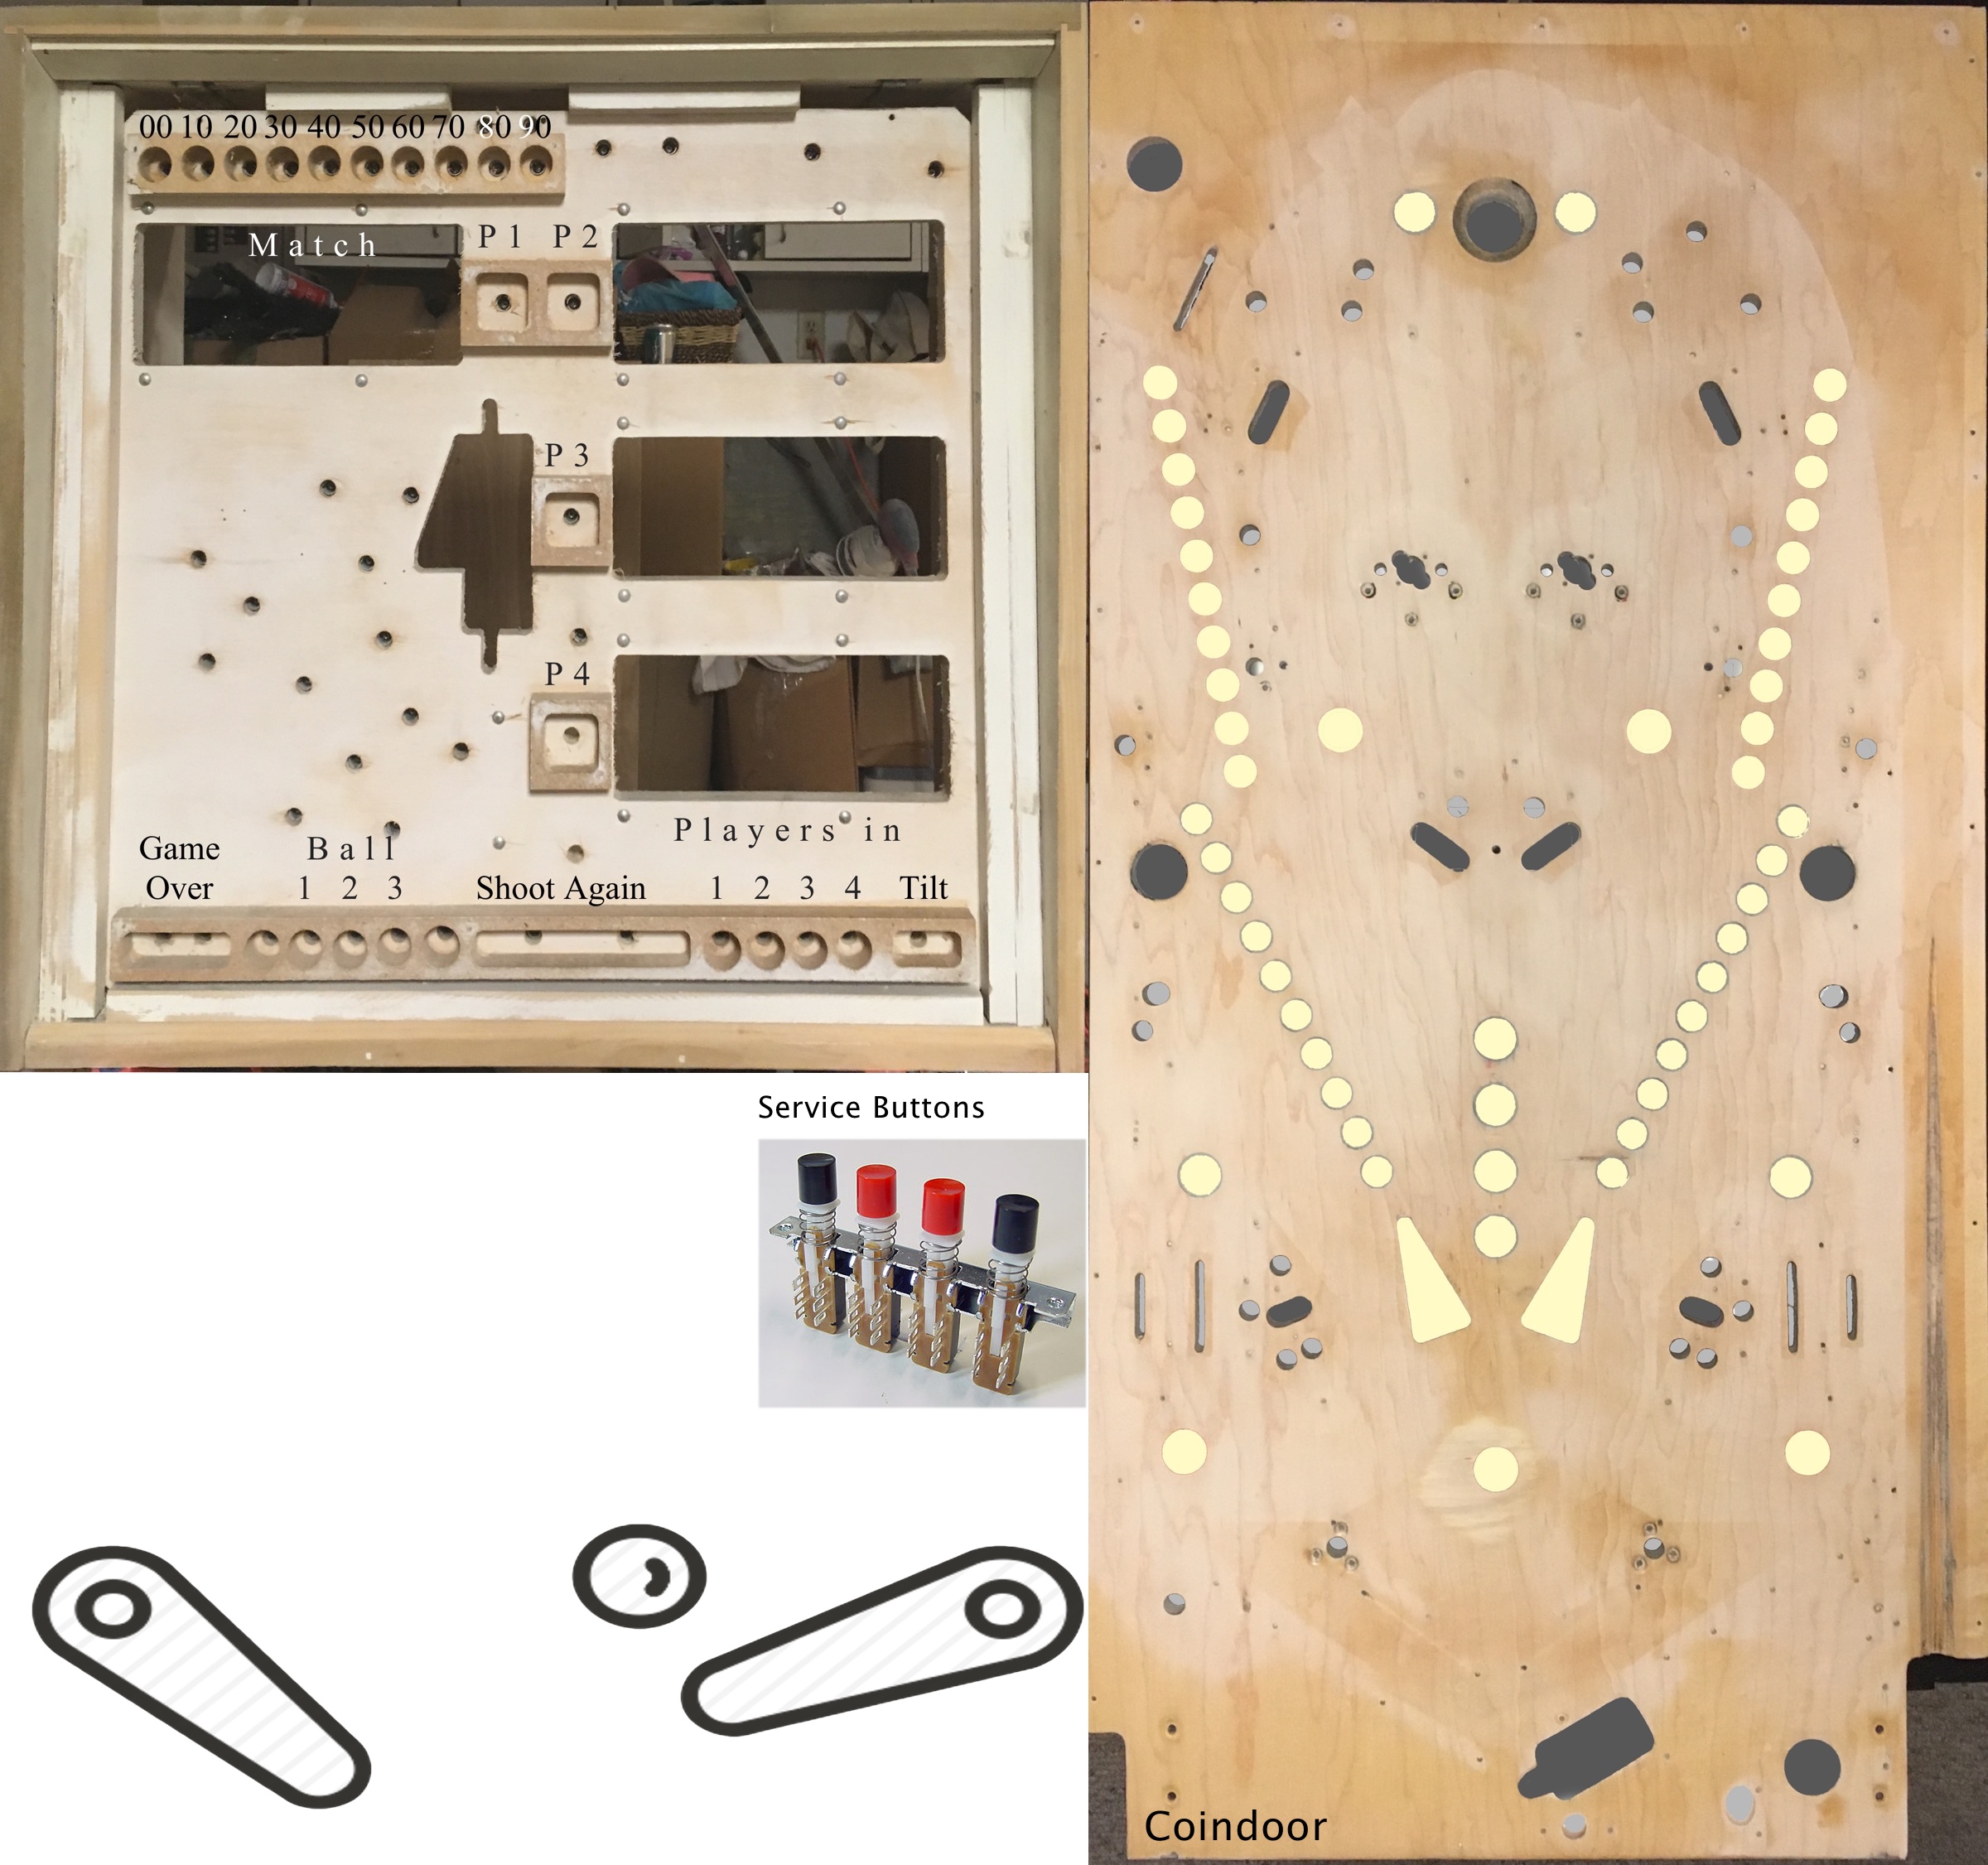 00 10 20 30 40 50 60 70 80 90
Match
P 1 P 2
P 3
P 4
Players in
Game
Over
Ball
1 2 3
Shoot Again
1 2 3 4
Tilt
Service Buttons
Coindoor